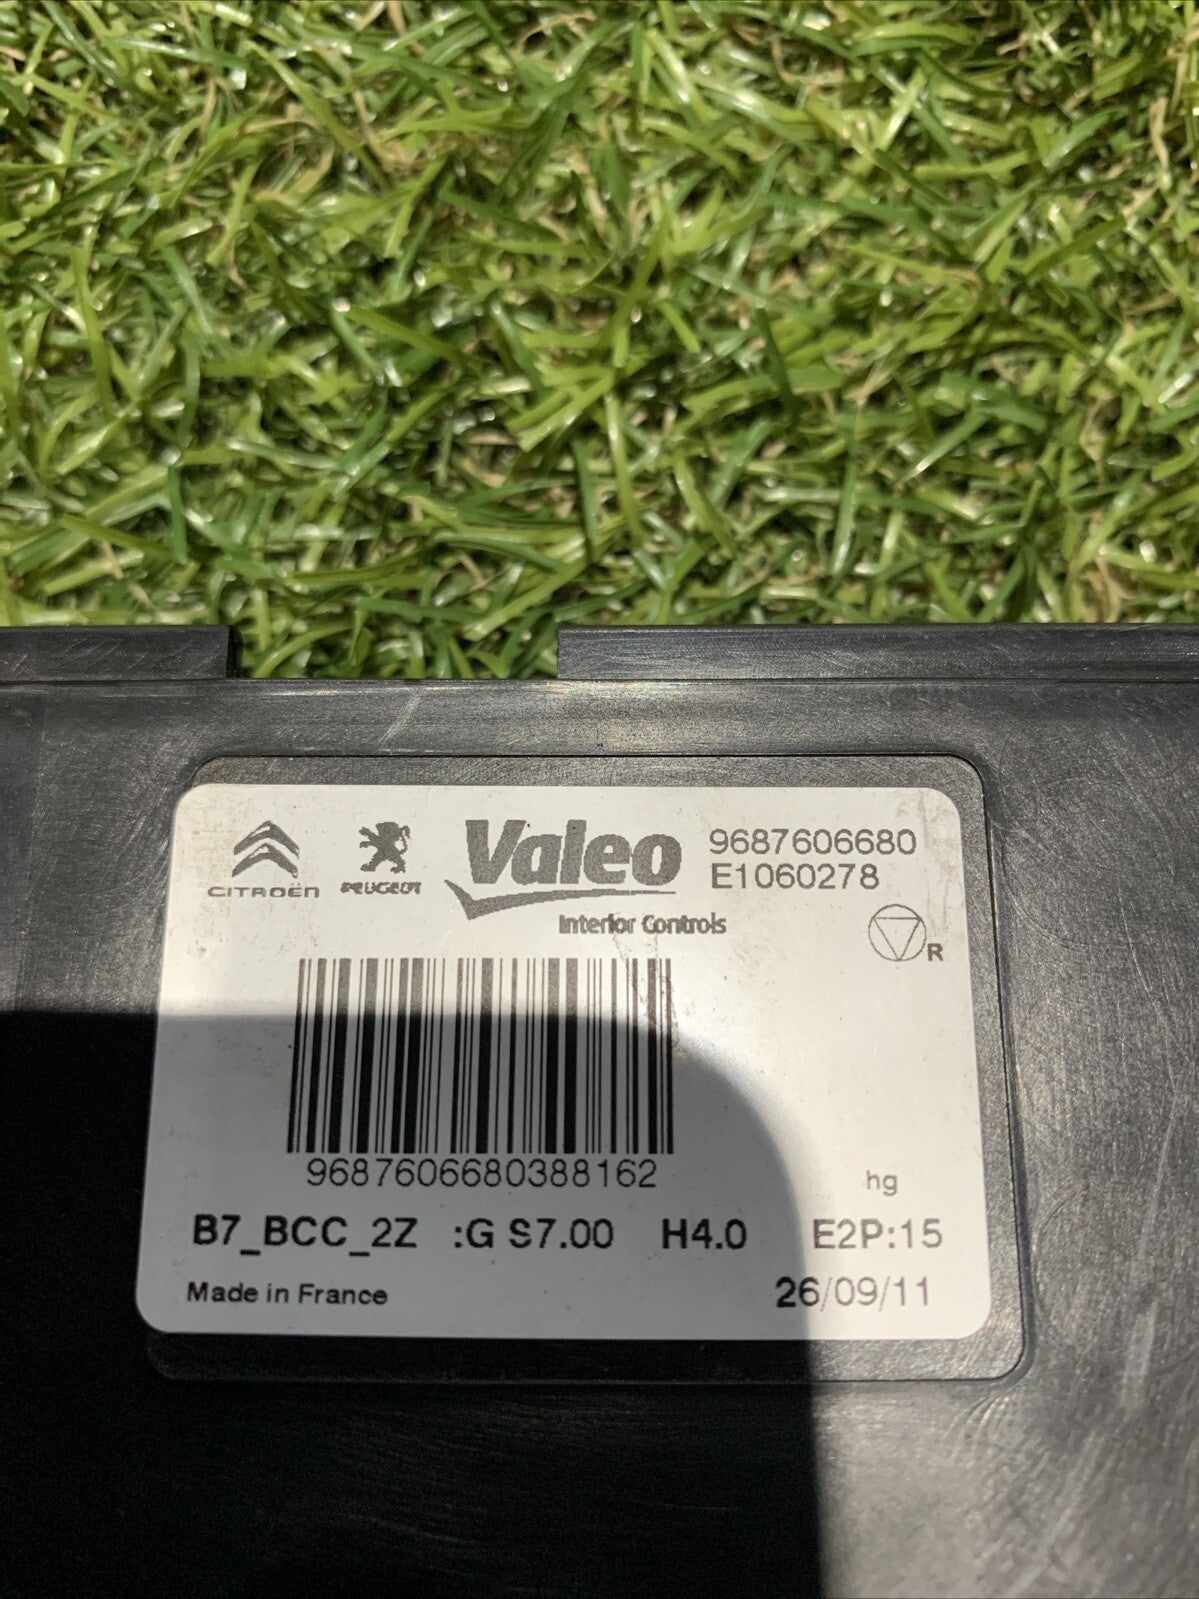 CITROËN PEUGEOT Valeo 9687606680
E1060278
Interior Controls
R
9687606680388162
hg
B7_BCC_2Z :G S7.00 H4.0 E2P:15
Made in France 26/09/11